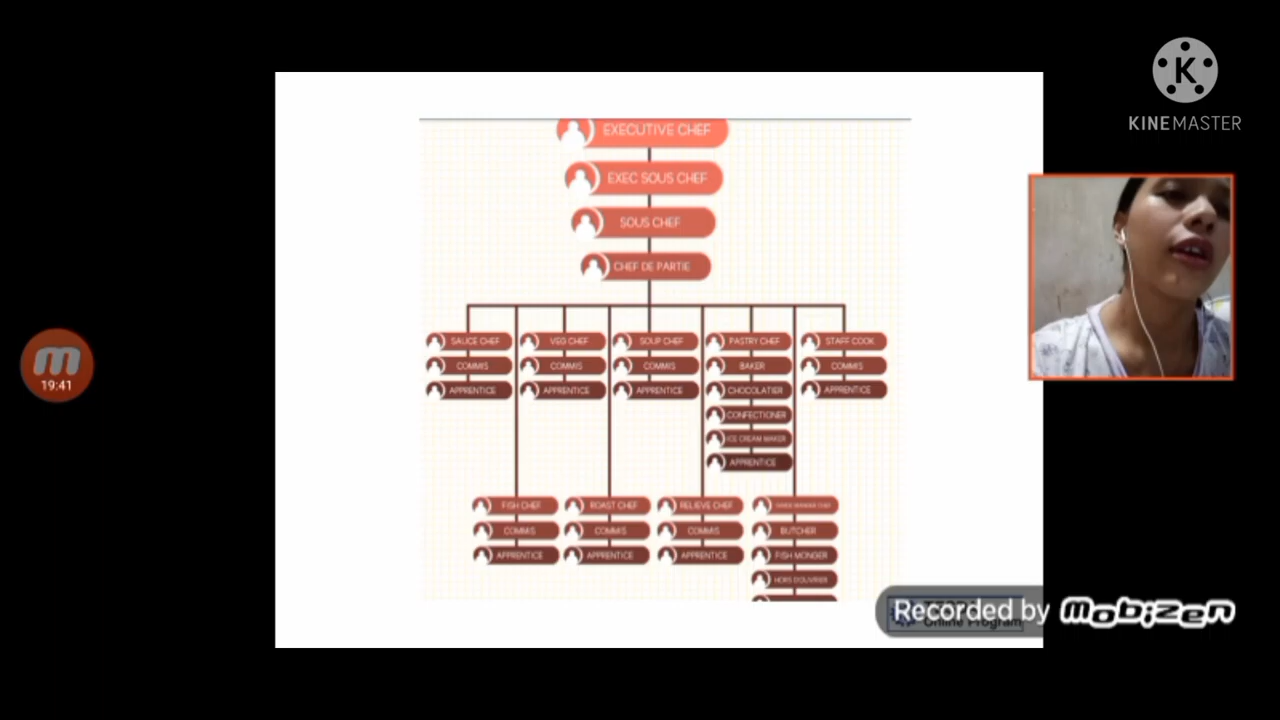 KINEMASTER
EXECUTIVE CHEF
EXEC SOUS CHEF
SOUS CHEF
CHEF DE PARTIE
SAUCE CHEF VEG CHEF SOUP CHEF PASTRY CHEF STAFF COOK
COMMIS COMMIS COMMIS BAKER COMMIS
APPRENTICE APPRENTICE APPRENTICE CHOCOLATIER APPRENTICE
CONFECTIONER
ICE CREAM MAKER
APPRENTICE
FISH CHEF ROAST CHEF RELIEVE CHEF CHEF
COMMIS COMMIS COMMIS BUTCHER
APPRENTICE APPRENTICE APPRENTICE FISH MONGER
HORS D'OUVRIER
19:41
Recorded by mobizen
Online Program